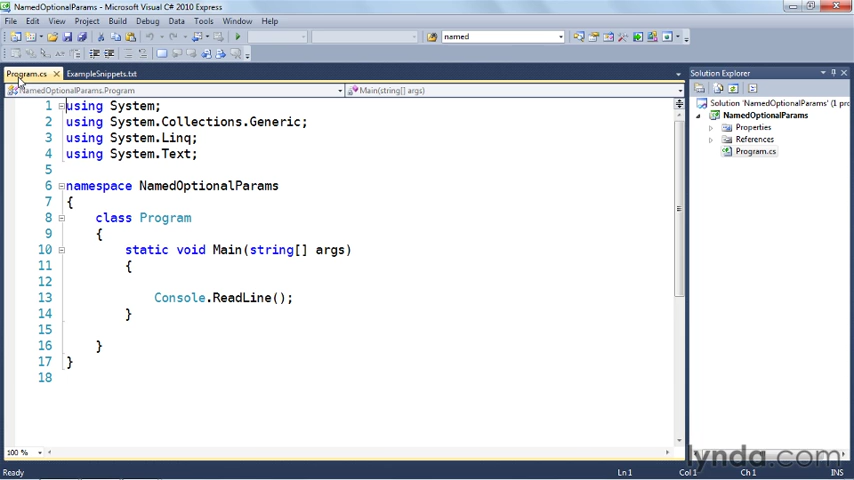 NamedOptionalParams - Microsoft Visual C# 2010 Express
File Edit View Project Build Debug Data Tools Window Help
named
Program.cs ExampleSnippets.txt
NamedOptionalParams.Program Main(string[] args)
1 using System;
2 using System.Collections.Generic;
3 using System.Linq;
4 using System.Text;
5
6 namespace NamedOptionalParams
7 {
8 class Program
9 {
10 static void Main(string[] args)
11 {
12
13 Console.ReadLine();
14 }
15
16 }
17 }
18
100 %
Solution Explorer
Solution 'NamedOptionalParams' (1 pro
NamedOptionalParams
Properties
References
Program.cs
lynda.com
Ready Ln 1 Col 1 Ch 1 INS